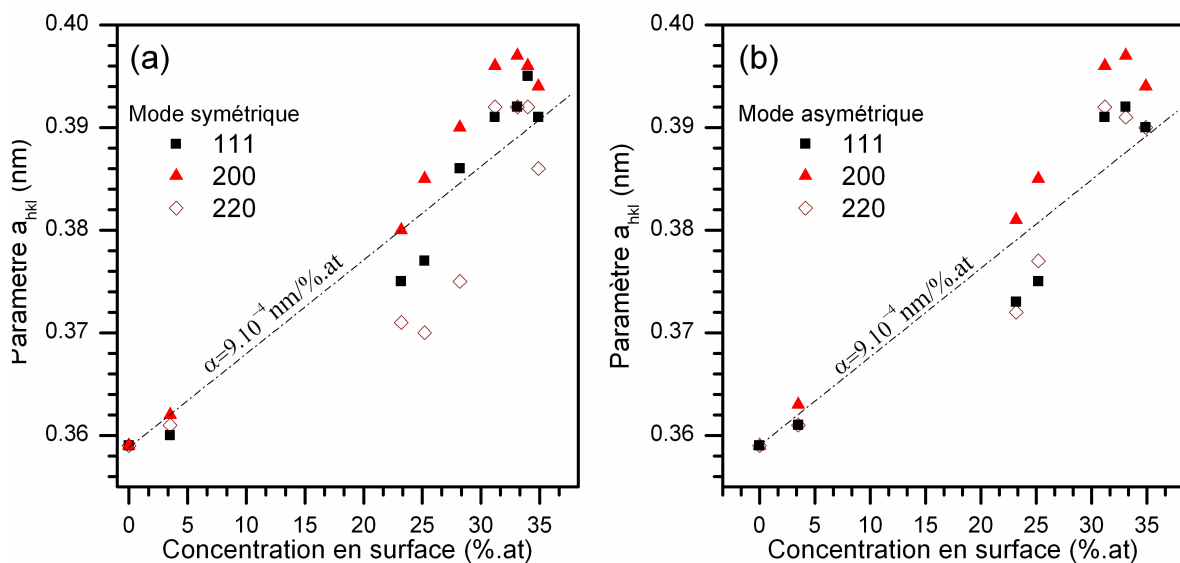 (a)
Mode symétrique
111
200
220
α=9.10⁻⁴ nm/%.at
Paramètre a_hkl (nm)
0.40
0.39
0.38
0.37
0.36
0 5 10 15 20 25 30 35
Concentration en surface (%.at)
(b)
Mode asymétrique
111
200
220
α=9.10⁻⁴ nm/%.at
Paramètre a_hkl (nm)
0.40
0.39
0.38
0.37
0.36
0 5 10 15 20 25 30 35
Concentration en surface (%.at)